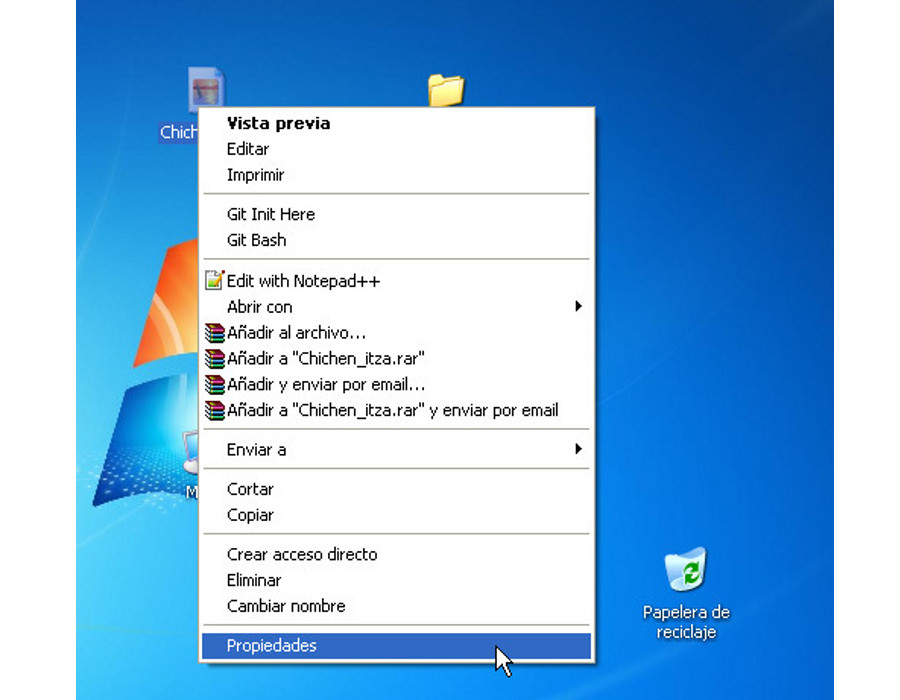 Chich
Vista previa
Editar
Imprimir
Git Init Here
Git Bash
Edit with Notepad++
Abrir con
Añadir al archivo...
Añadir a "Chichen_itza.rar"
Añadir y enviar por email...
Añadir a "Chichen_itza.rar" y enviar por email
Enviar a
M
Cortar
Copiar
Crear acceso directo
Eliminar
Cambiar nombre
Propiedades
Papelera de
reciclaje